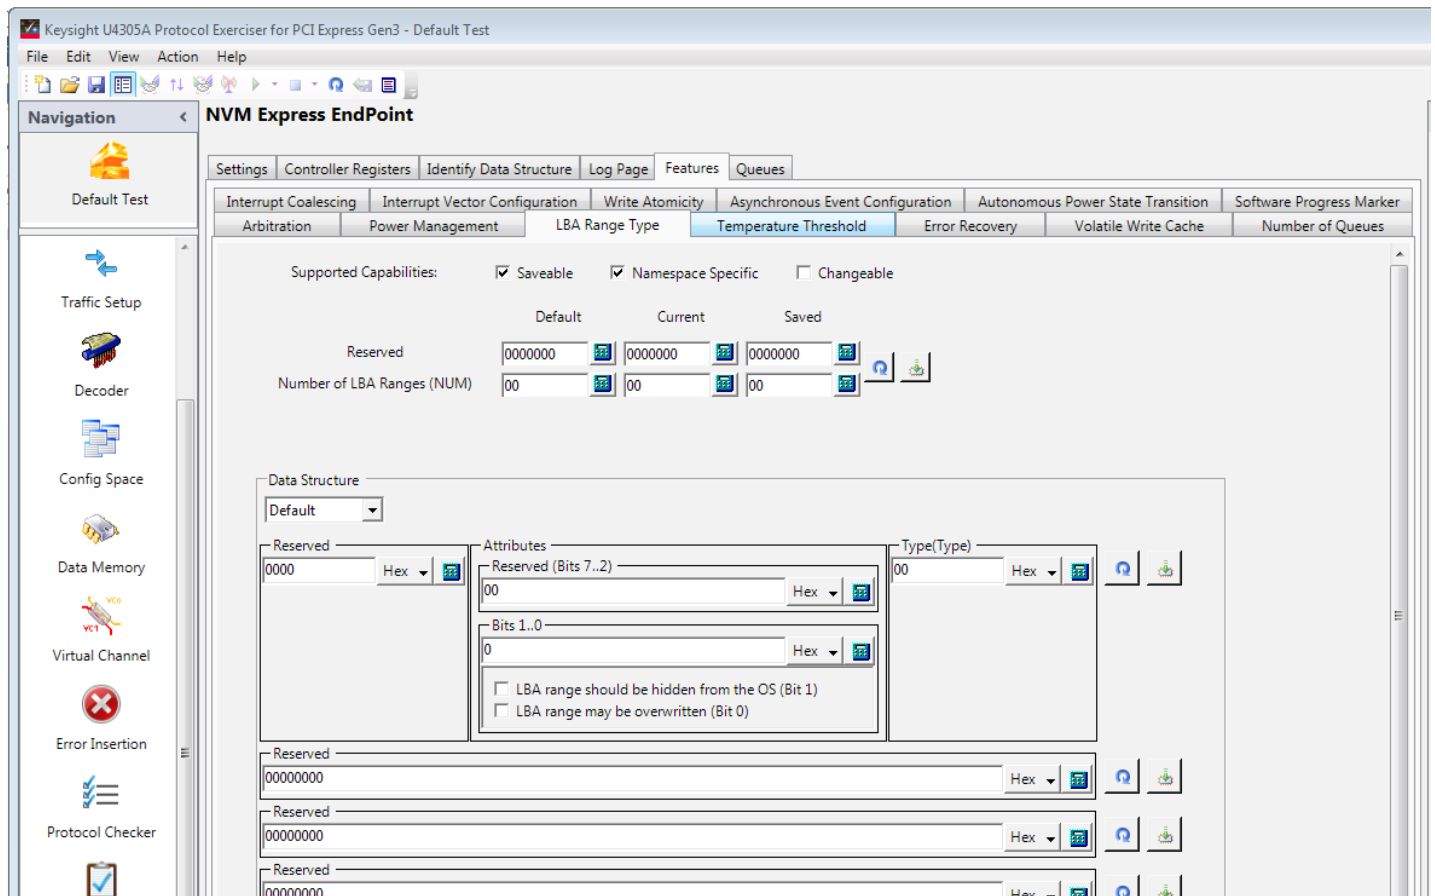 Keysight U4305A Protocol Exerciser for PCI Express Gen3 - Default Test
File Edit View Action Help
Navigation <
NVM Express EndPoint
Default Test
Settings Controller Registers Identify Data Structure Log Page Features Queues
Interrupt Coalescing Interrupt Vector Configuration Write Atomicity Asynchronous Event Configuration Autonomous Power State Transition Software Progress Marker
Arbitration Power Management LBA Range Type Temperature Threshold Error Recovery Volatile Write Cache Number of Queues
Traffic Setup
Decoder
Config Space
Data Memory
VC0
VC1
Virtual Channel
Error Insertion
Protocol Checker
Supported Capabilities: Saveable Namespace Specific Changeable
Default Current Saved
Reserved 0000000 0000000 0000000
Number of LBA Ranges (NUM) 00 00 00
Data Structure
Default
Reserved
0000 Hex
Attributes
Reserved (Bits 7..2)
00 Hex
Bits 1..0
0 Hex
LBA range should be hidden from the OS (Bit 1)
LBA range may be overwritten (Bit 0)
Type(Type)
00 Hex
Reserved
00000000 Hex
Reserved
00000000 Hex
Reserved
00000000 Hex